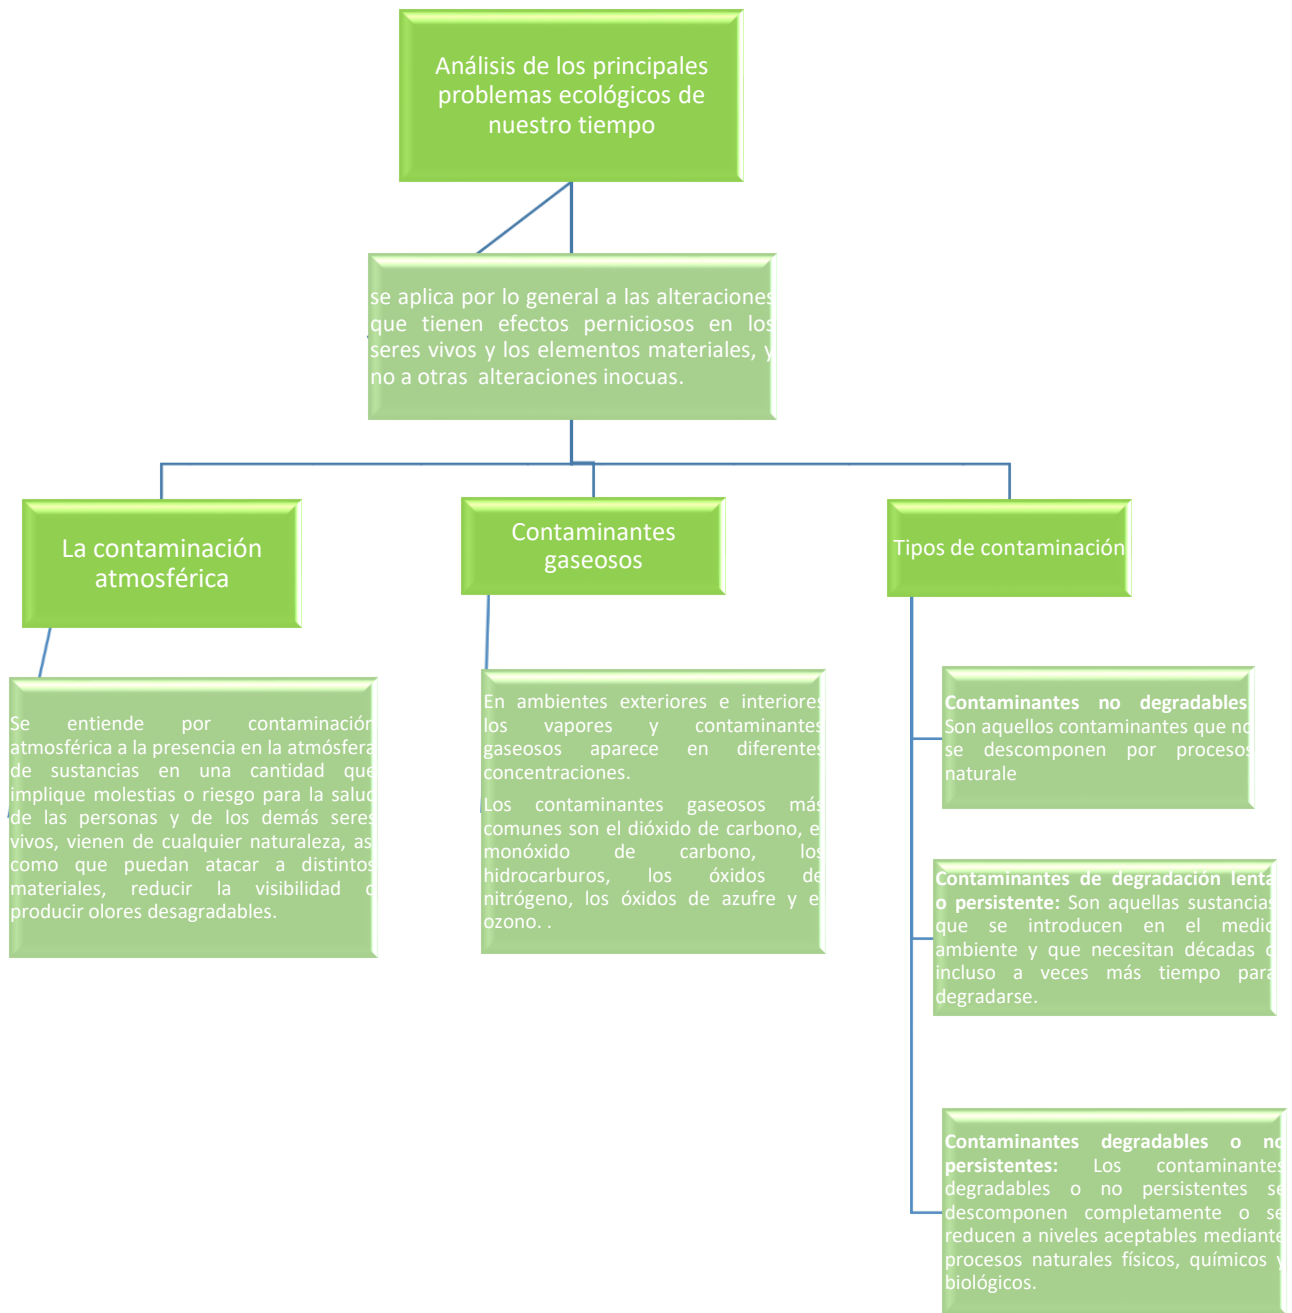 Análisis de los principales
problemas ecológicos de
nuestro tiempo
se aplica por lo general a las alteraciones
que tienen efectos perniciosos en los
seres vivos y los elementos materiales, y
no a otras alteraciones inocuas.
La contaminación
atmosférica
Se entiende por contaminación
atmosférica a la presencia en la atmósfera
de sustancias en una cantidad que
implique molestias o riesgo para la salud
de las personas y de los demás seres
vivos, vienen de cualquier naturaleza, as
como que puedan atacar a distintos
materiales, reducir la visibilidad o
producir olores desagradables.
Contaminantes
gaseosos
En ambientes exteriores e interiores
los vapores y contaminantes
gaseosos aparece en diferentes
concentraciones.
Los contaminantes gaseosos más
comunes son el dióxido de carbono, el
monóxido de carbono, los
hidrocarburos, los óxidos de
nitrógeno, los óxidos de azufre y el
ozono. .
Tipos de contaminación
Contaminantes no degradables
Son aquellos contaminantes que no
se descomponen por procesos
naturale
Contaminantes de degradación lenta
o persistente: Son aquellas sustancias
que se introducen en el medio
ambiente y que necesitan décadas o
incluso a veces más tiempo para
degradarse.
Contaminantes degradables o no
persistentes: Los contaminantes
degradables o no persistentes se
descomponen completamente o se
reducen a niveles aceptables mediante
procesos naturales físicos, químicos y
biológicos.